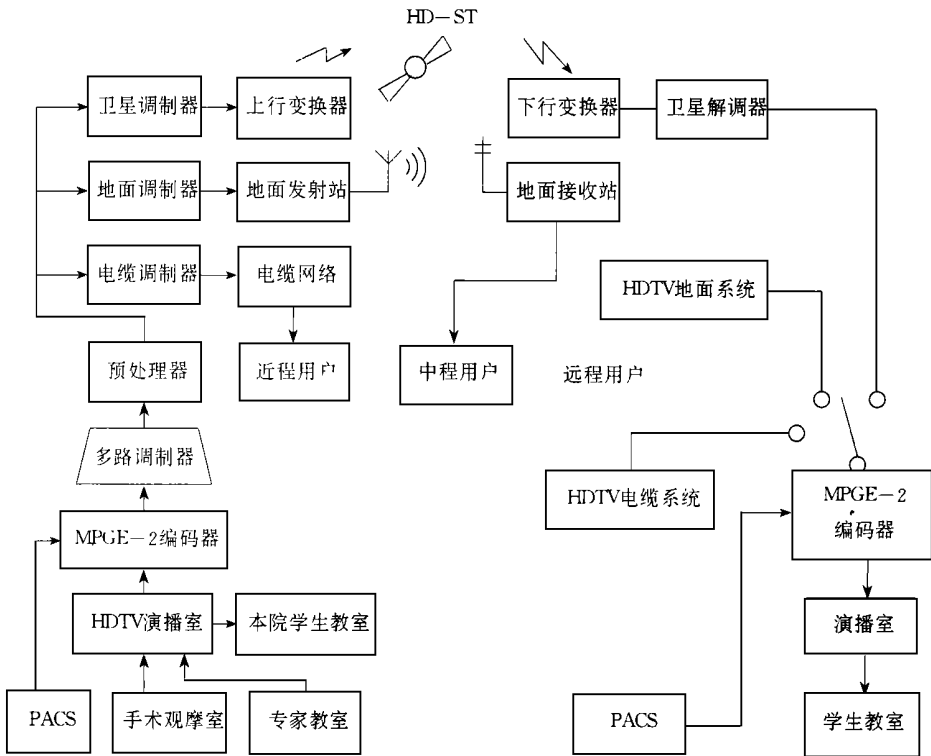 HD-ST
卫星调制器
上行变换器
下行变换器
卫星解调器
地面调制器
地面发射站
地面接收站
电缆调制器
电缆网络
HDTV地面系统
预处理器
近程用户
中程用户
远程用户
多路调制器
HDTV电缆系统
MPGE-2
编码器
MPGE-2编码器
HDTV演播室
本院学生教室
演播室
PACS
手术观摩室
专家教室
PACS
学生教室